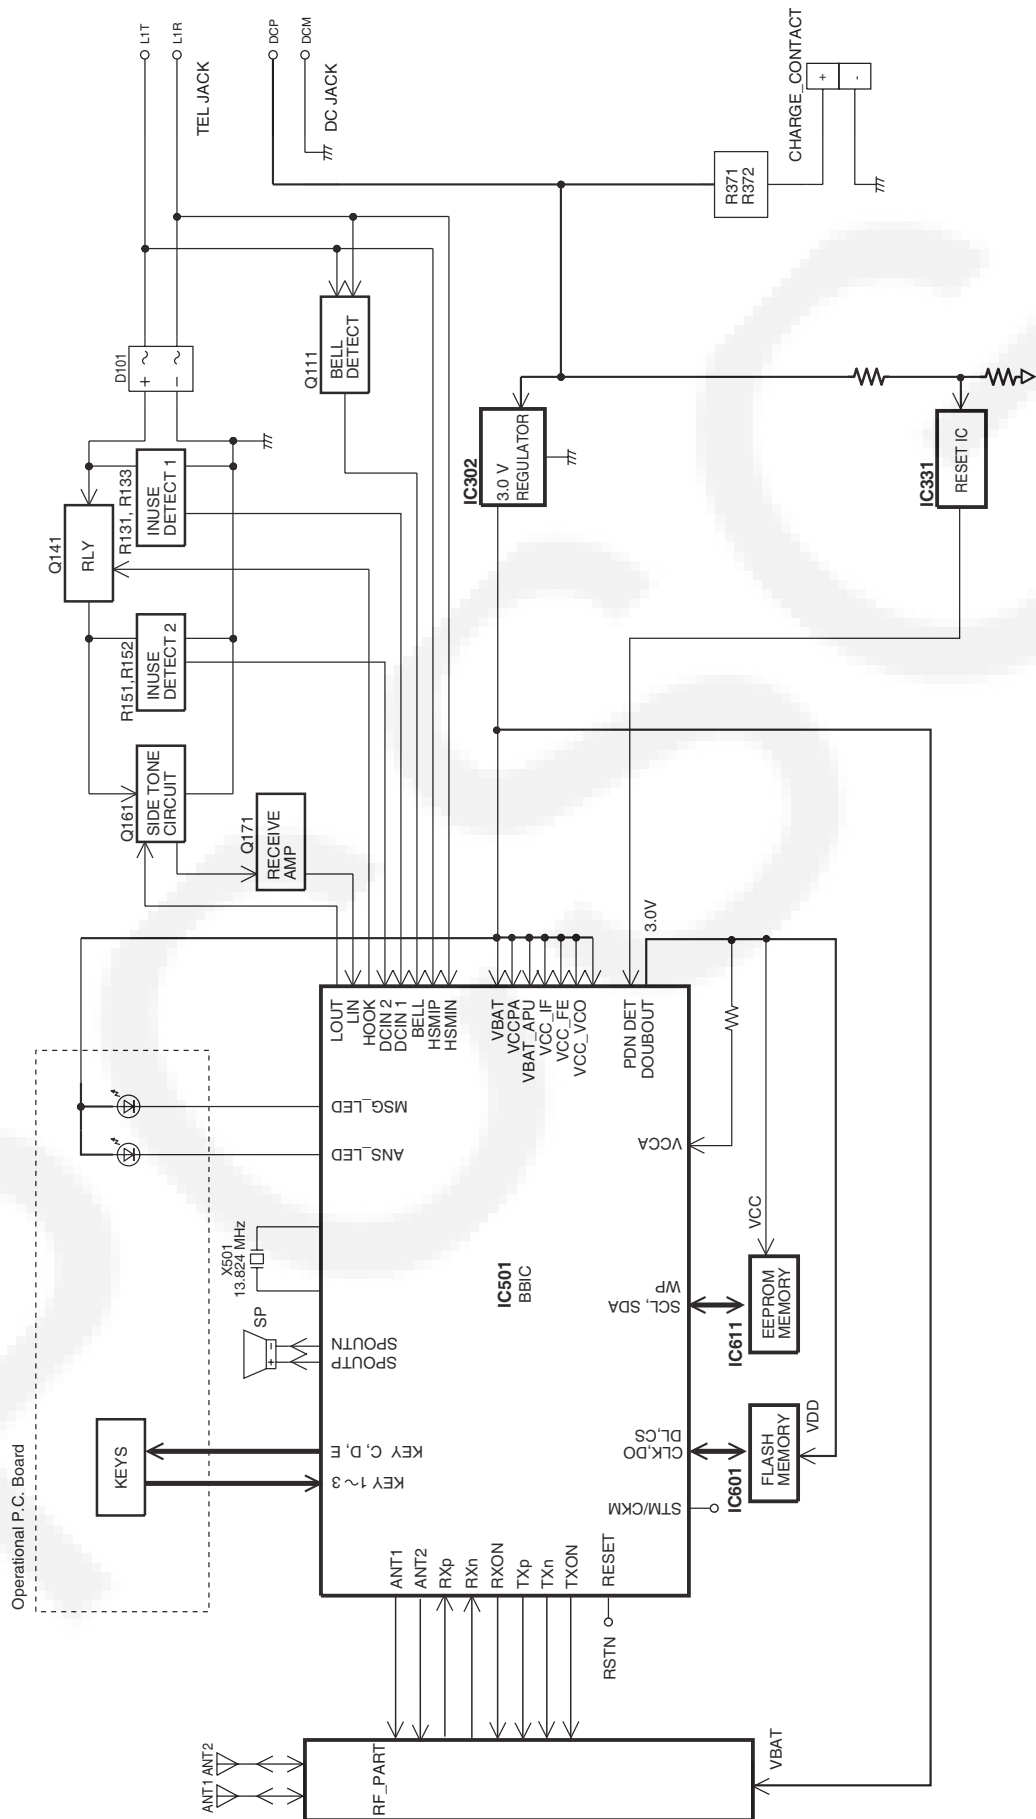 L1T
L1R
TEL JACK
DCP
DCM
DC JACK
CHARGE_CONTACT
+
-
R371
R372
D101
+
~
−
~
Q111
BELL
DETECT
Q141
RLY
R131, R133
INUSE
DETECT 1
R151,R152
INUSE
DETECT 2
Q161
SIDE TONE
CIRCUIT
Q171
RECEIVE
AMP
IC302
3.0 V
REGULATOR
IC331
RESET IC
LOUT
LIN
HOOK
DCIN 2
DCIN 1
BELL
HSMIP
HSMIN
VBAT
VCCPA
VBAT_APU
VCC_IF
VCC_FE
VCC_VCO
PDN DET
DOUBOUT
3.0V
MSG_LED
ANS_LED
X501
13.824 MHz
SP
+
−
SPOUTN
SPOUTP
IC501
BBIC
VCCA
WP
SCL, SDA
VCC
IC611
EEPROM
MEMORY
DL,CS
CLK,DO
VDD
IC601
FLASH
MEMORY
STM/CKM
Operational P.C. Board
KEYS
KEY C, D, E
KEY 1~3
ANT1
ANT2
RXp
RXn
RXON
TXp
TXn
TXON
RESET
RSTN
ANT1
ANT2
RF_PART
VBAT